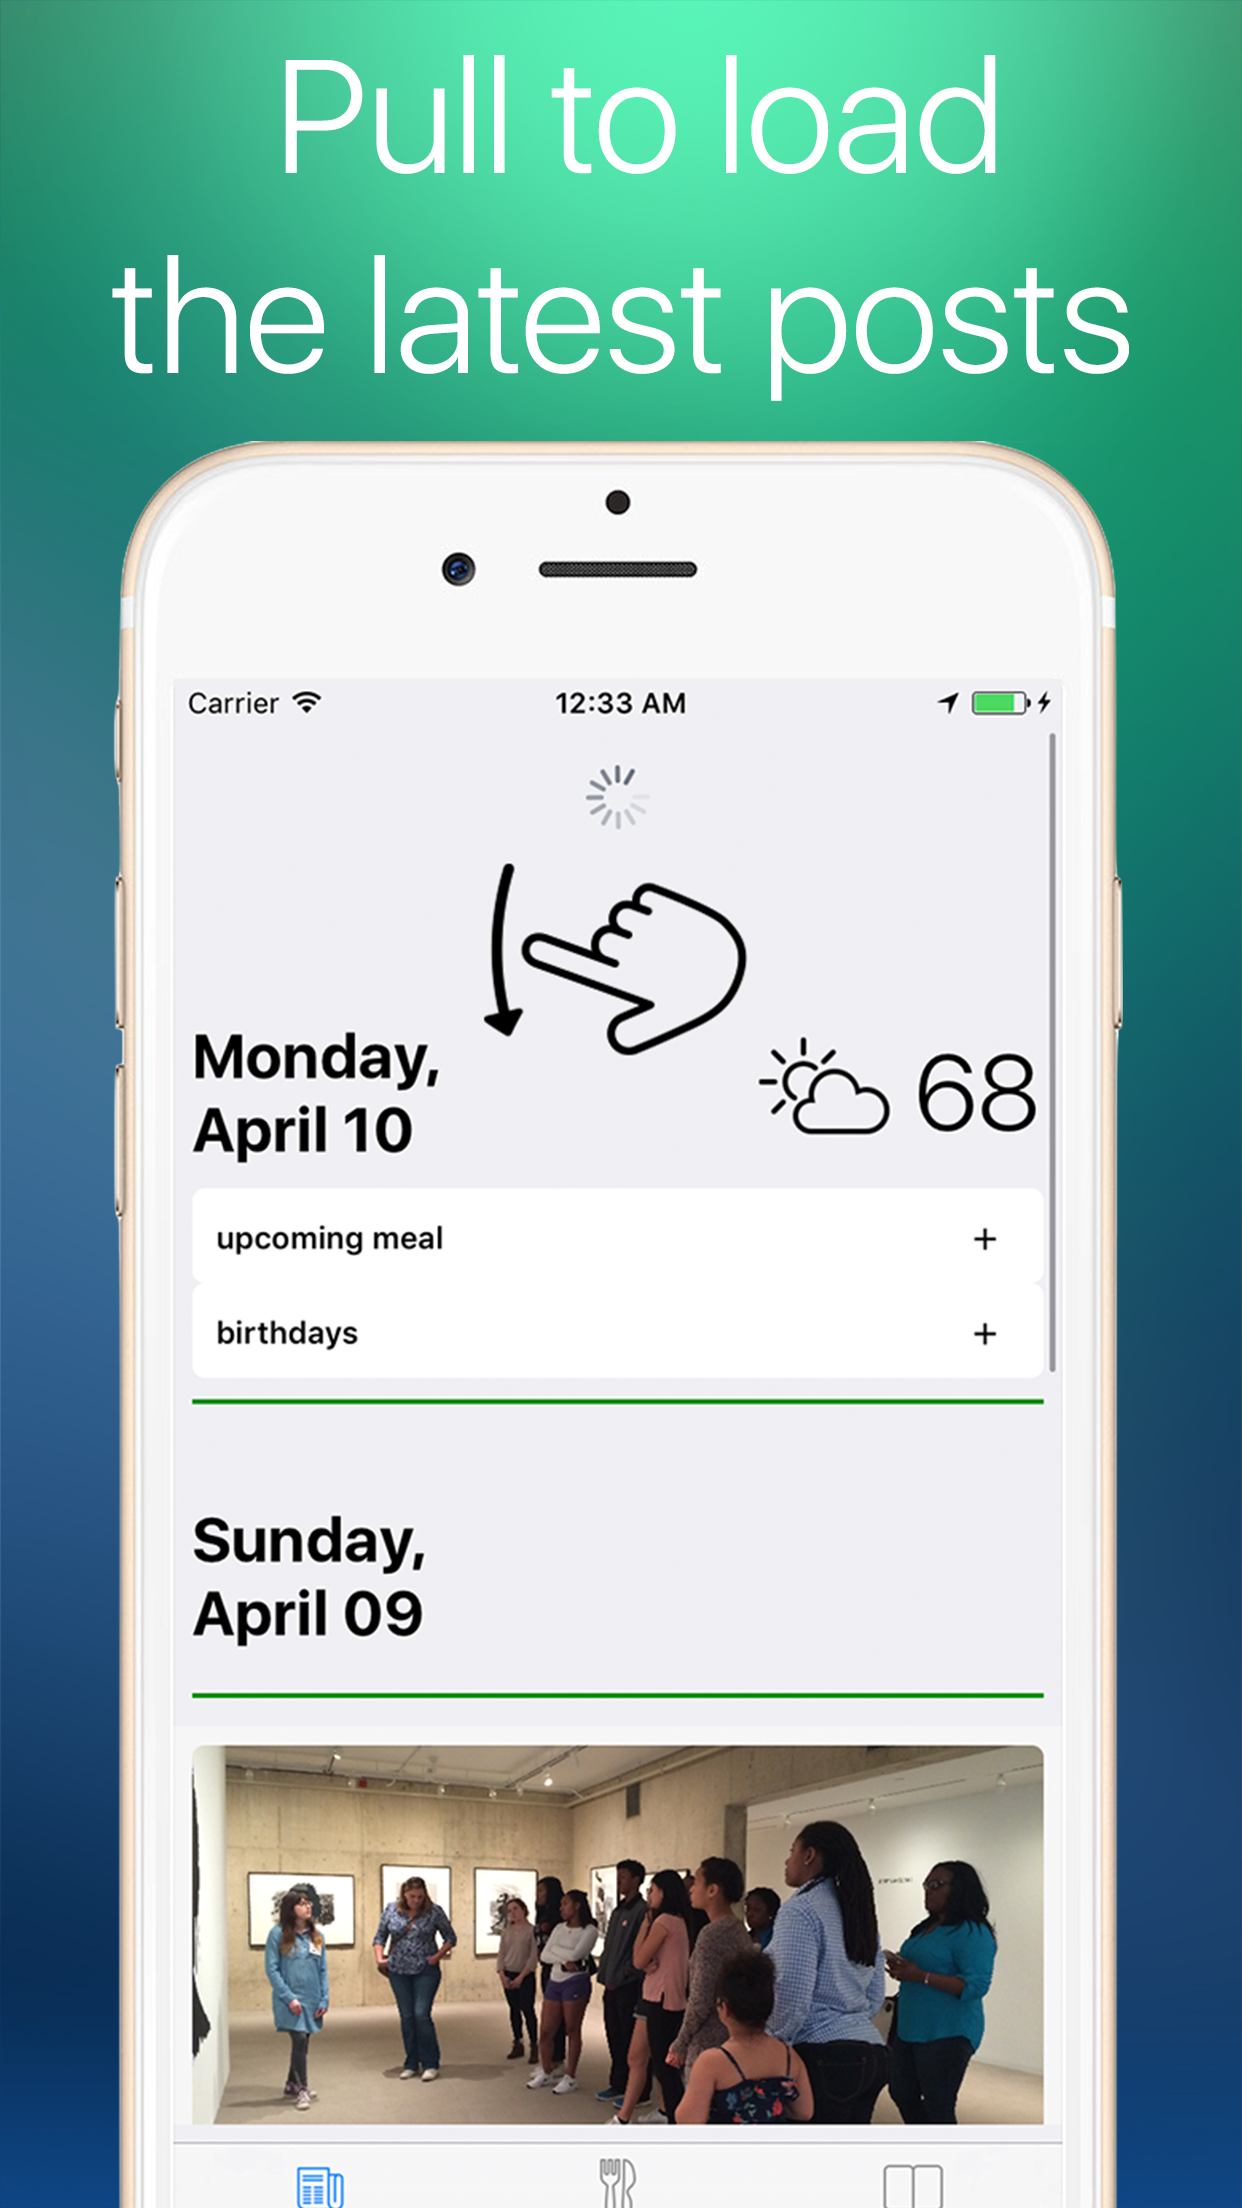 Pull to load
the latest posts
Carrier
12:33 AM
Monday,
April 10
68
upcoming meal +
birthdays +
Sunday,
April 09